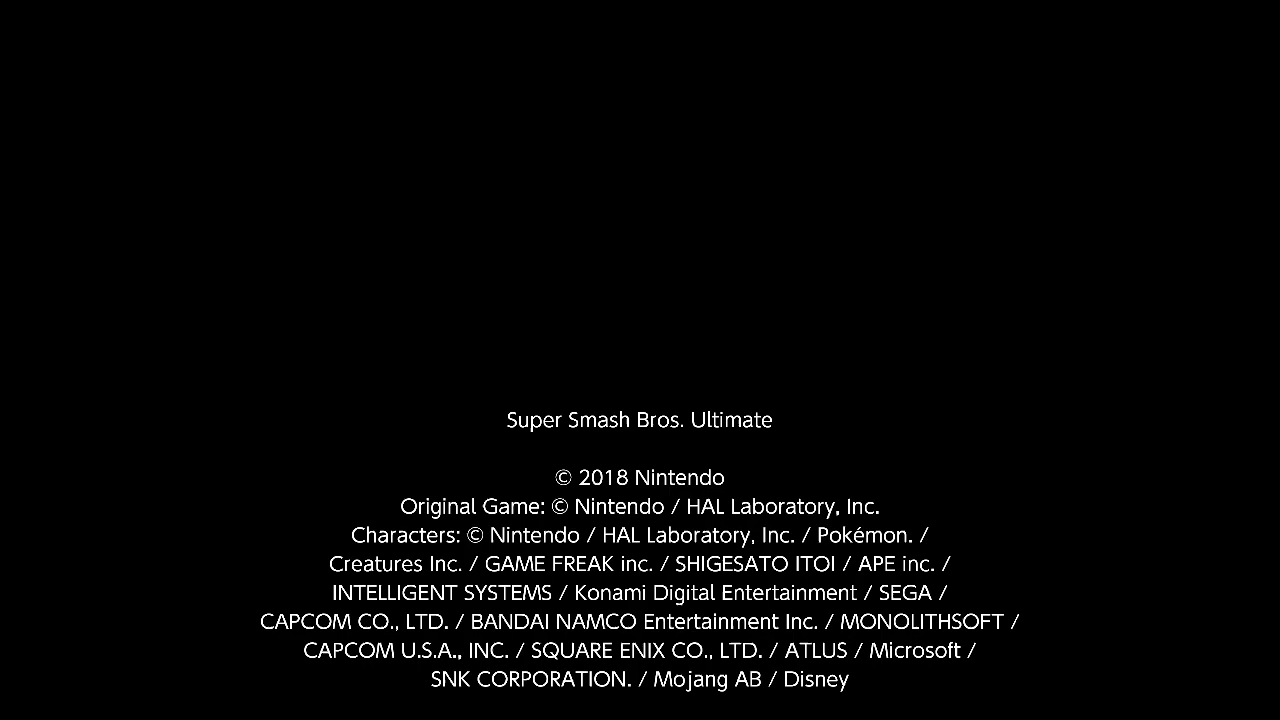 Super Smash Bros. Ultimate
© 2018 Nintendo
Original Game: © Nintendo / HAL Laboratory, Inc.
Characters: © Nintendo / HAL Laboratory, Inc. / Pokémon. /
Creatures Inc. / GAME FREAK inc. / SHIGESATO ITOI / APE inc. /
INTELLIGENT SYSTEMS / Konami Digital Entertainment / SEGA /
CAPCOM CO., LTD. / BANDAI NAMCO Entertainment Inc. / MONOLITHSOFT /
CAPCOM U.S.A., INC. / SQUARE ENIX CO., LTD. / ATLUS / Microsoft /
SNK CORPORATION. / Mojang AB / Disney